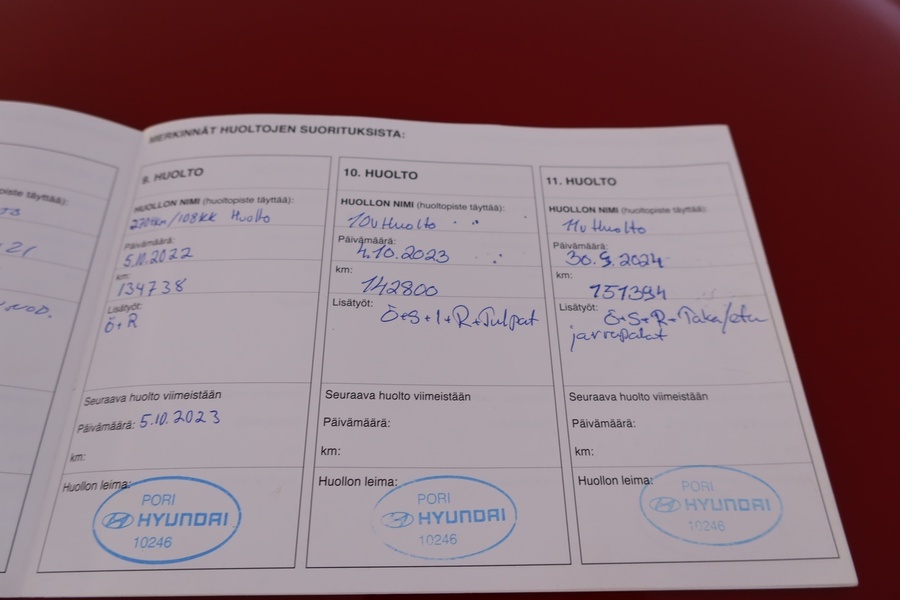 MERKINNÄT HUOLTOJEN SUORITUKSISTA:
9. HUOLTO
HUOLLON NIMI (huoltopiste täyttää):
270tkm/108kk Huolto
Päivämäärä:
5.10.2022
km:
134738
Lisätyöt:
Ö+R
Seuraava huolto viimeistään
Päivämäärä: 5.10.2023
km:
Huollon leima:
PORI
HYUNDAI
10246
10. HUOLTO
HUOLLON NIMI (huoltopiste täyttää):
10v Huolto
Päivämäärä:
4.10.2023
km:
142800
Lisätyöt:
Ö+S+I+R+Tulpat
Seuraava huolto viimeistään
Päivämäärä:
km:
Huollon leima:
PORI
HYUNDAI
10246
11. HUOLTO
HUOLLON NIMI (huoltopiste täyttää):
11v Huolto
Päivämäärä:
30.9.2024
km:
151394
Lisätyöt:
Ö+S+R+Taka/etu
jarrupalat
Seuraava huolto viimeistään
Päivämäärä:
km:
Huollon leima:
PORI
HYUNDAI
10246